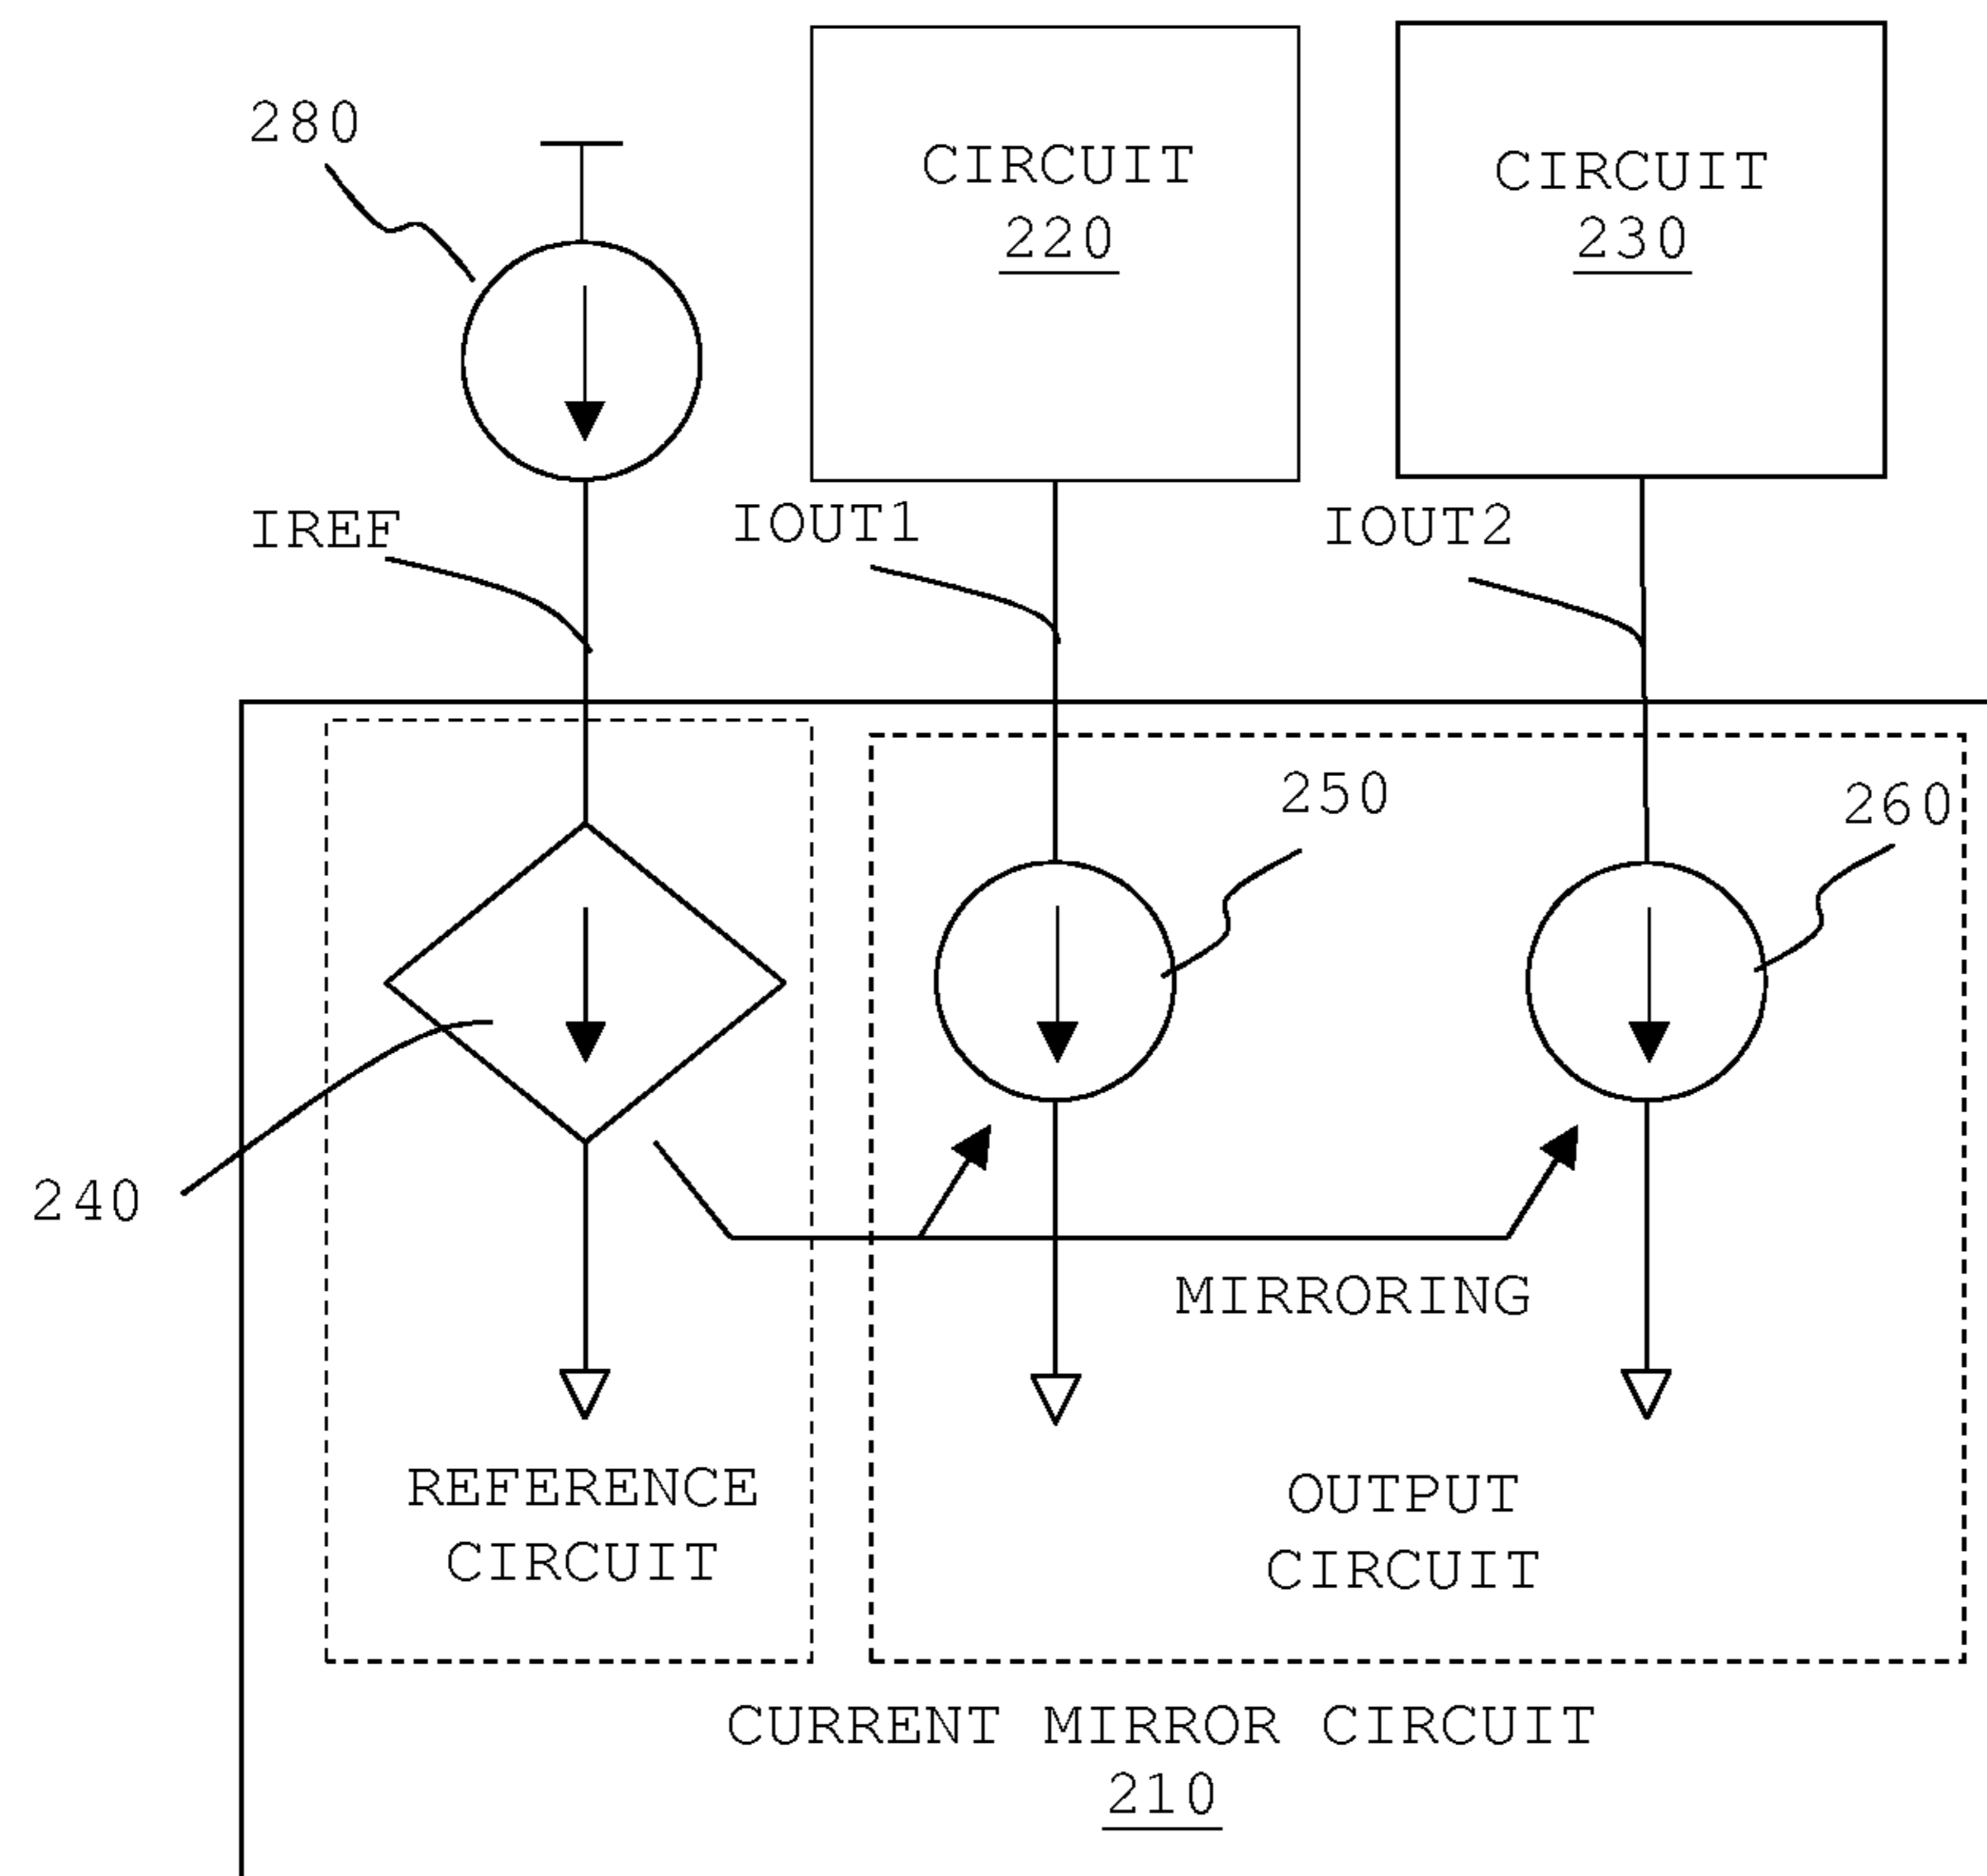 280
CIRCUIT
220
CIRCUIT
230
IREF
IOUT1
IOUT2
250
260
240
MIRRORING
REFERENCE
CIRCUIT
OUTPUT
CIRCUIT
CURRENT MIRROR CIRCUIT
210